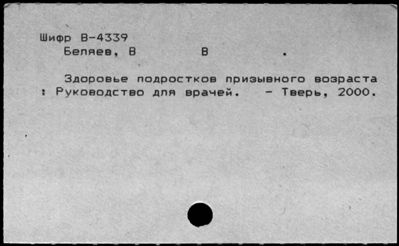 Шифр В-4339
Беляев, В В .
Здоровье подростков призывного возраста
: Руководство для врачей. - Тверь, 2000.